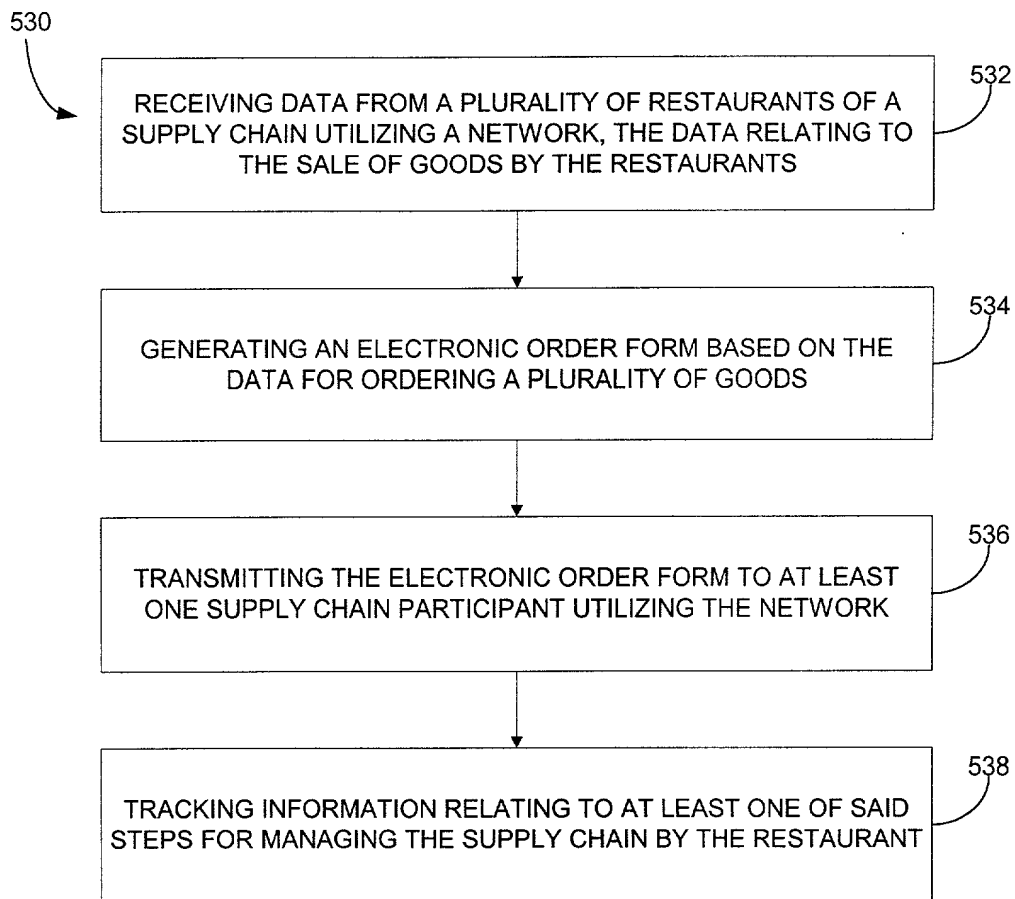 530
532
RECEIVING DATA FROM A PLURALITY OF RESTAURANTS OF A
SUPPLY CHAIN UTILIZING A NETWORK, THE DATA RELATING TO
THE SALE OF GOODS BY THE RESTAURANTS
534
GENERATING AN ELECTRONIC ORDER FORM BASED ON THE
DATA FOR ORDERING A PLURALITY OF GOODS
536
TRANSMITTING THE ELECTRONIC ORDER FORM TO AT LEAST
ONE SUPPLY CHAIN PARTICIPANT UTILIZING THE NETWORK
538
TRACKING INFORMATION RELATING TO AT LEAST ONE OF SAID
STEPS FOR MANAGING THE SUPPLY CHAIN BY THE RESTAURANT